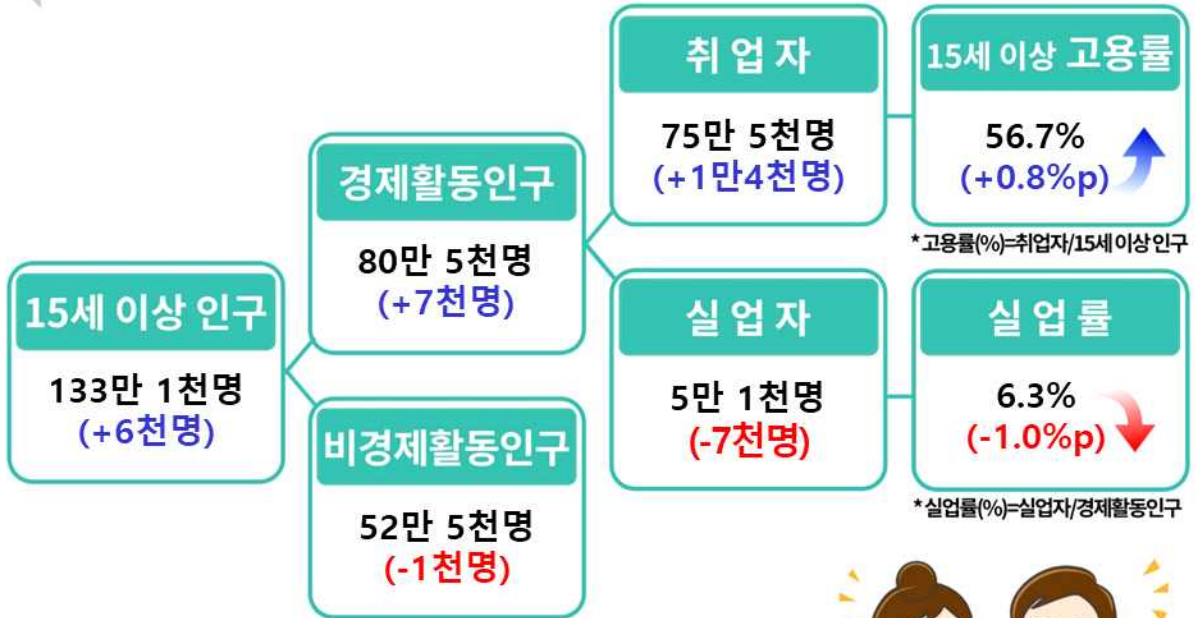 15세 이상 인구
133만 1천명
(+6천명)
경제활동인구
80만 5천명
(+7천명)
비경제활동인구
52만 5천명
(-1천명)
취 업 자
75만 5천명
(+1만4천명)
15세 이상 고용률
56.7%
(+0.8%p)
* 고용률(%)=취업자/15세 이상 인구
실 업 자
5만 1천명
(-7천명)
실 업 률
6.3%
(-1.0%p)
* 실업률(%)=실업자/경제활동인구